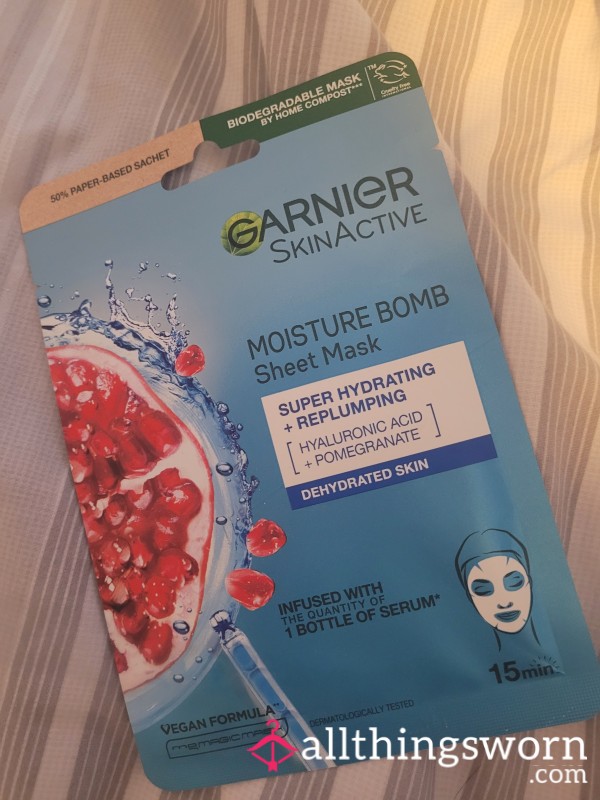 50% PAPER-BASED SACHET
BIODEGRADABLE MASK
BY HOME COMPOST***
TM
Cruelty free
GARNIER
SKINACTIVE
MOISTURE BOMB
Sheet Mask
SUPER HYDRATING
+ REPLUMPING
[ HYALURONIC ACID
+ POMEGRANATE ]
DEHYDRATED SKIN
INFUSED WITH
THE QUANTITY OF
1 BOTTLE OF SERUM*
15min
VEGAN FORMULA
DERMATOLOGICALLY TESTED
allthingsworn
.com